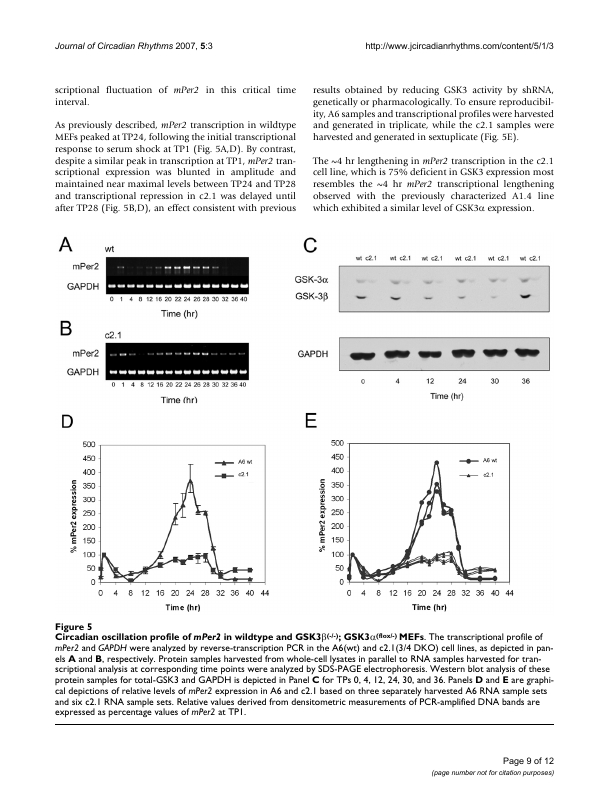 Journal of Circadian Rhythms 2007, 5:3
http://www.jcircadianrhythms.com/content/5/1/3
scriptional fluctuation of mPer2 in this critical time
interval.
As previously described, mPer2 transcription in wildtype
MEFs peaked at TP24, following the initial transcriptional
response to serum shock at TP1 (Fig. 5A,D). By contrast,
despite a similar peak in transcription at TP1, mPer2 tran-
scriptional expression was blunted in amplitude and
maintained near maximal levels between TP24 and TP28
and transcriptional repression in c2.1 was delayed until
after TP28 (Fig. 5B,D), an effect consistent with previous
results obtained by reducing GSK3 activity by shRNA,
genetically or pharmacologically. To ensure reproducibil-
ity, A6 samples and transcriptional profiles were harvested
and generated in triplicate, while the c2.1 samples were
harvested and generated in sextuplicate (Fig. 5E).
The ~4 hr lengthening in mPer2 transcription in the c2.1
cell line, which is 75% deficient in GSK3 expression most
resembles the ~4 hr mPer2 transcriptional lengthening
observed with the previously characterized A1.4 line
which exhibited a similar level of GSK3α expression.
A
wt
mPer2
GAPDH
0 1 4 8 12 16 20 22 24 26 28 30 32 36 40
Time (hr)
B
c2.1
mPer2
GAPDH
0 1 4 8 12 16 20 22 24 26 28 30 32 36 40
Time (hr)
C
wt c2.1 wt c2.1 wt c2.1 wt c2.1 wt c2.1 wt c2.1
GSK-3α
GSK-3β
GAPDH
0 4 12 24 30 36
Time (hr)
D
500
450
400
350
300
250
200
150
100
50
0
% mPer2 expression
A6 wt
c2.1
0 4 8 12 16 20 24 28 32 36 40 44
Time (hr)
E
500
450
400
350
300
250
200
150
100
50
0
% mPer2 expression
A6 wt
c2.1
0 4 8 12 16 20 24 28 32 36 40 44
Time (hr)
Figure 5
Circadian oscillation profile of mPer2 in wildtype and GSK3β(-/-); GSK3α(flox/-) MEFs. The transcriptional profile of
mPer2 and GAPDH were analyzed by reverse-transcription PCR in the A6(wt) and c2.1(3/4 DKO) cell lines, as depicted in pan-
els A and B, respectively. Protein samples harvested from whole-cell lysates in parallel to RNA samples harvested for tran-
scriptional analysis at corresponding time points were analyzed by SDS-PAGE electrophoresis. Western blot analysis of these
protein samples for total-GSK3 and GAPDH is depicted in Panel C for TPs 0, 4, 12, 24, 30, and 36. Panels D and E are graphi-
cal depictions of relative levels of mPer2 expression in A6 and c2.1 based on three separately harvested A6 RNA sample sets
and six c2.1 RNA sample sets. Relative values derived from densitometric measurements of PCR-amplified DNA bands are
expressed as percentage values of mPer2 at TP1.
Page 9 of 12
(page number not for citation purposes)